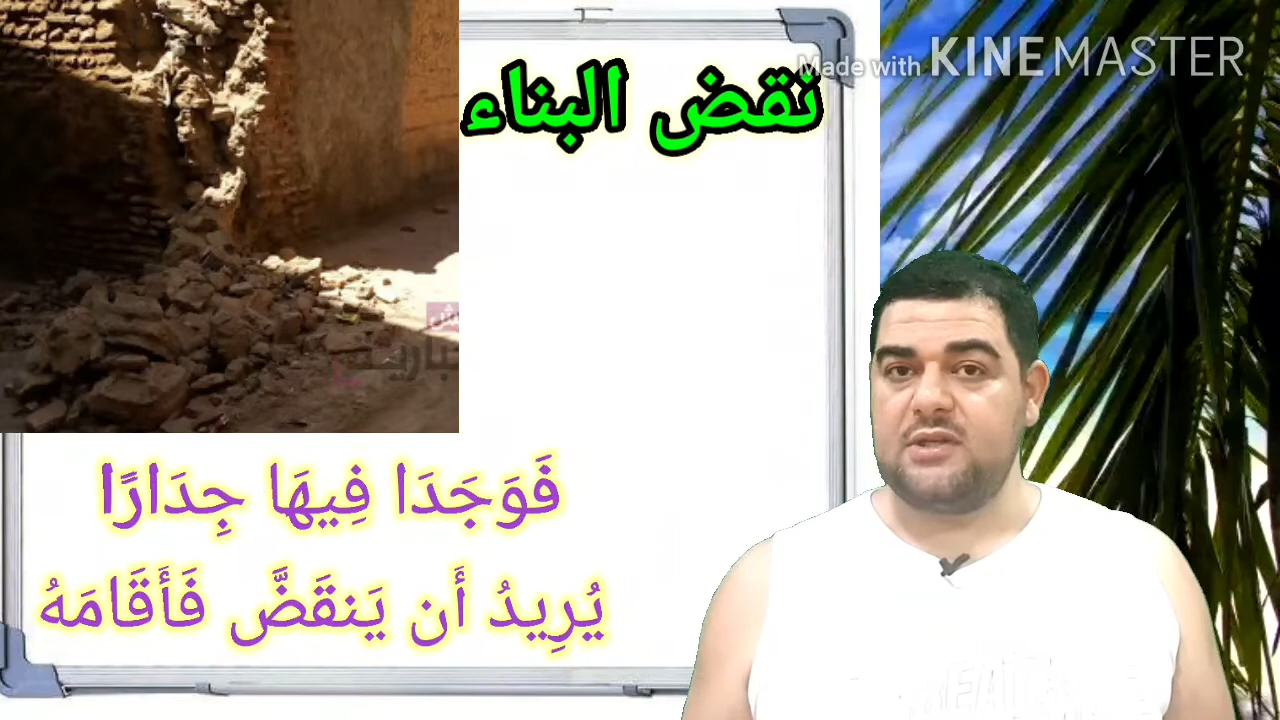 Made with KINEMASTER
نقض البناء
فَوَجَدَا فِيهَا جِدَارًا
يُرِيدُ أَن يَنقَضَّ فَأَقَامَهُ